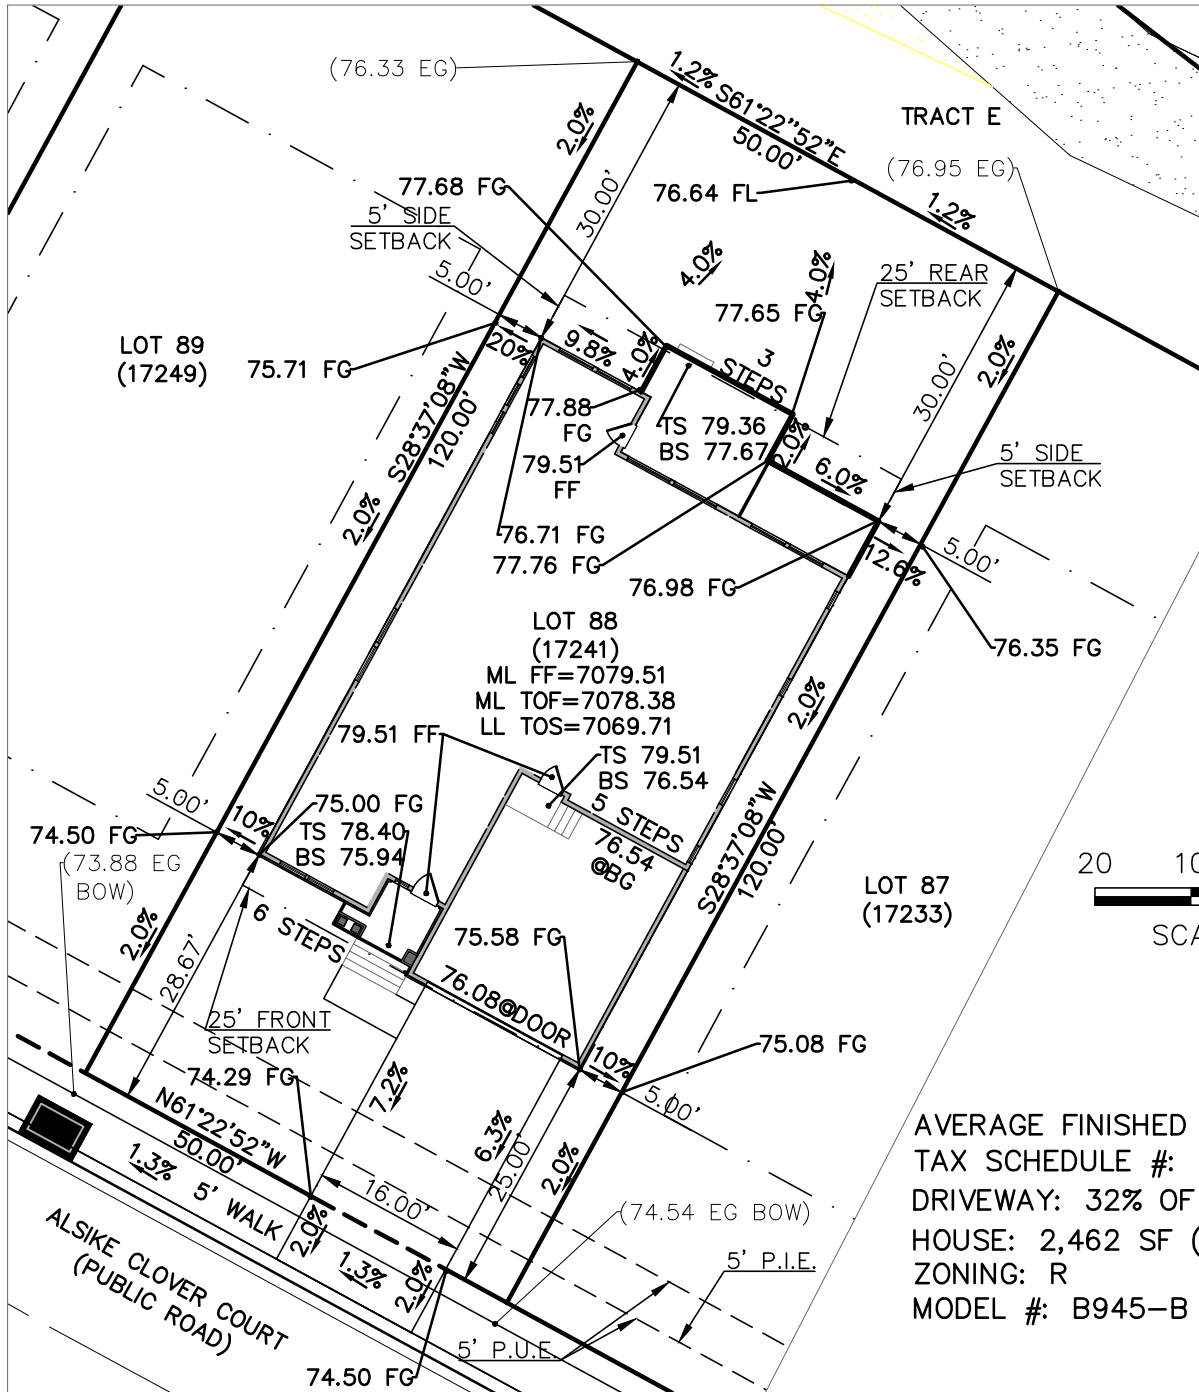 (76.33 EG)
1.2%
S61°22'52"E
50.00'
TRACT E
2.0%
77.68 FG
5' SIDE
SETBACK
30.00'
76.64 FL
(76.95 EG)
1.2%
4.0%
4.0%
25' REAR
SETBACK
5.00'
77.65 FG
LOT 89
(17249)
75.71 FG
20%
9.8%
4.0%
3
STEPS
2.0%
30.00'
S28°37'08"W
120.00'
77.88
FG
TS 79.36
BS 77.67
2.0%
6.0%
5' SIDE
SETBACK
79.51
FF
2.0%
76.71 FG
77.76 FG
76.98 FG
12.6%
5.00'
LOT 88
(17241)
ML FF=7079.51
ML TOF=7078.38
LL TOS=7069.71
76.35 FG
2.0%
79.51 FF
TS 79.51
BS 76.54
5 STEPS
76.54
@BG
5.00'
10%
75.00 FG
74.50 FG
TS 78.40
BS 75.94
(73.88 EG
BOW)
S28°37'08"W
120.00'
LOT 87
(17233)
20
10
SCA
2.0%
28.67'
6 STEPS
75.58 FG
76.08@DOOR
25' FRONT
SETBACK
74.29 FG
7.2%
10%
75.08 FG
5.00'
N61°22'52"W
50.00'
6.3%
25.00'
2.0%
AVERAGE FINISHED
TAX SCHEDULE #:
DRIVEWAY: 32% OF
HOUSE: 2,462 SF (
ZONING: R
MODEL #: B945-B
1.3%
5' WALK
16.00'
2.0%
(74.54 EG BOW)
ALSIKE CLOVER COURT
(PUBLIC ROAD)
1.3%
2.0%
5' P.I.E.
5' P.U.E.
74.50 FG